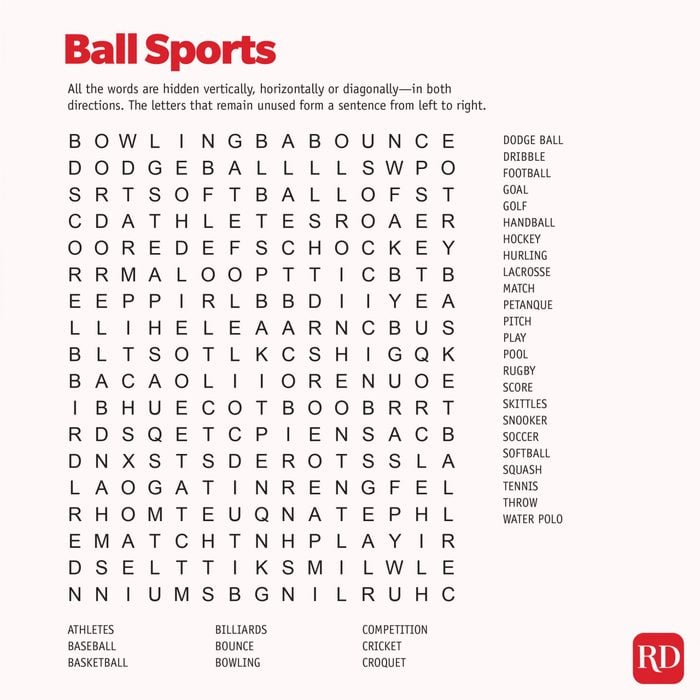 Ball Sports
All the words are hidden vertically, horizontally or diagonally—in both
directions. The letters that remain unused form a sentence from left to right.
B O W L I N G B A B O U N C E
D O D G E B A L L L L S W P O
S R T S O F T B A L L O F S T
C D A T H L E T E S R O A E R
O O R E D E F S C H O C K E Y
R R M A L O O P T T I C B T B
E E P P I R L B B D I I Y E A
L L I H E L E A A R N C B U S
B L T S O T L K C S H I G Q K
B A C A O L I I O R E N U O E
I B H U E C O T B O O B R R T
R D S Q E T C P I E N S A C B
D N X S T S D E R O T S S L A
L A O G A T I N R E N G F E L
R H O M T E U Q N A T E P H L
E M A T C H T N H P L A Y I R
D S E L T T I K S M I L W L E
N N I U M S B G N I L R U H C
DODGE BALL
DRIBBLE
FOOTBALL
GOAL
GOLF
HANDBALL
HOCKEY
HURLING
LACROSSE
MATCH
PETANQUE
PITCH
PLAY
POOL
RUGBY
SCORE
SKITTLES
SNOOKER
SOCCER
SOFTBALL
SQUASH
TENNIS
THROW
WATER POLO
ATHLETES
BASEBALL
BASKETBALL
BILLIARDS
BOUNCE
BOWLING
COMPETITION
CRICKET
CROQUET
RD